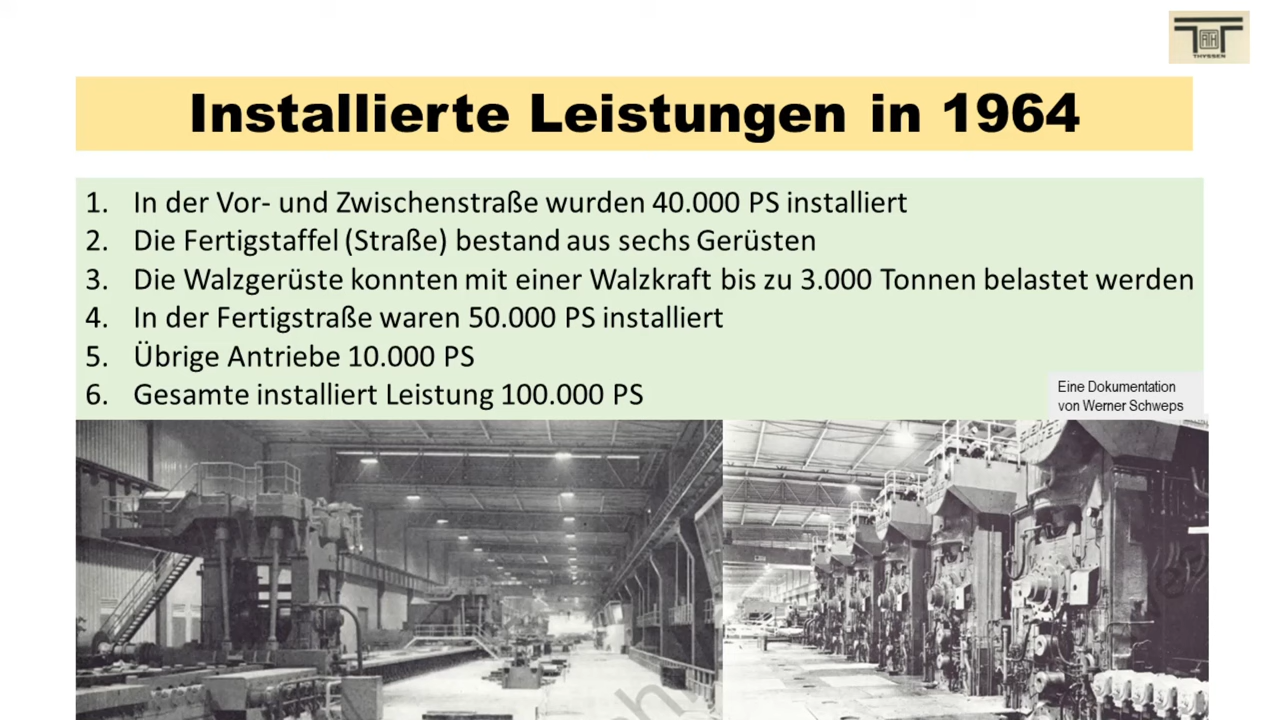 ATH
THYSSEN
Installierte Leistungen in 1964
1. In der Vor- und Zwischenstraße wurden 40.000 PS installiert
2. Die Fertigstaffel (Straße) bestand aus sechs Gerüsten
3. Die Walzgerüste konnten mit einer Walzkraft bis zu 3.000 Tonnen belastet werden
4. In der Fertigstraße waren 50.000 PS installiert
5. Übrige Antriebe 10.000 PS
6. Gesamte installiert Leistung 100.000 PS
Eine Dokumentation
von Werner Schweps